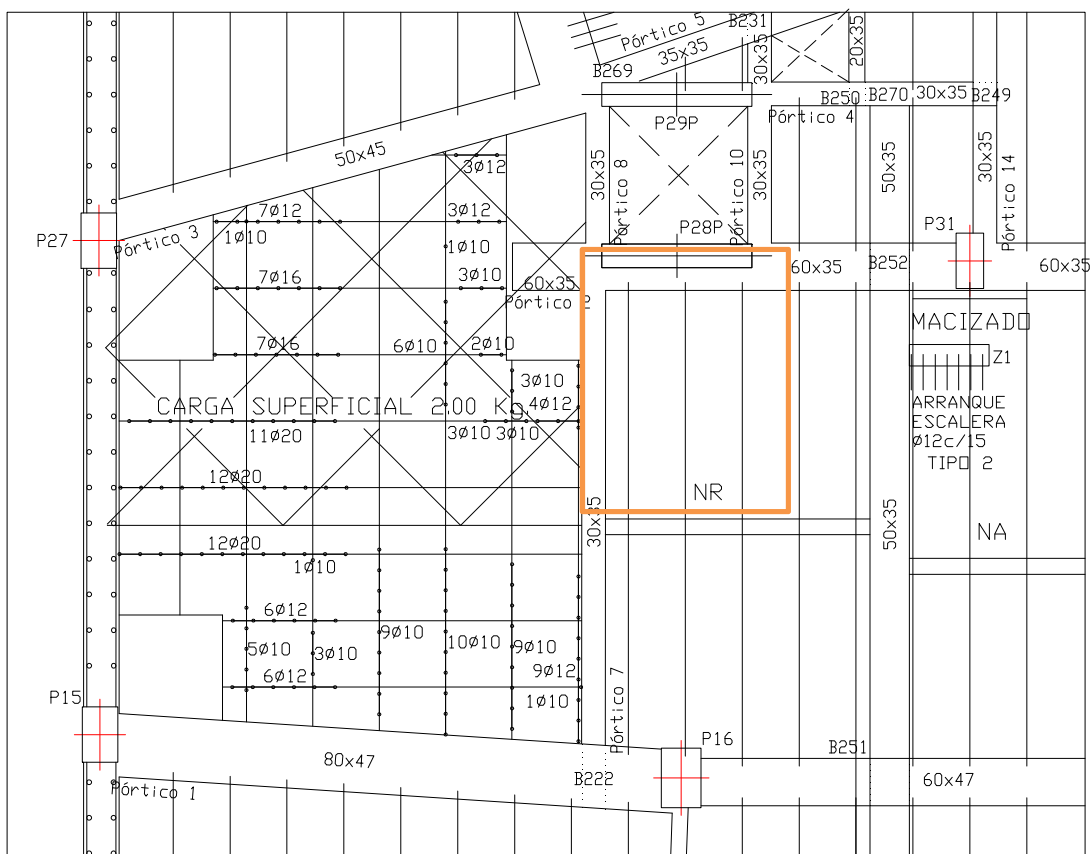 Pórtico 5
B231
35x35
30x35
20x35
B269
B250
B270
30x35
B249
P29P
Pórtico 4
50x45
3Ø12
30x35
Pórtico 8
Pórtico 10
30x35
50x35
30x35
Pórtico 14
7Ø12
3Ø12
P27
Pórtico 3
1Ø10
1Ø10
P28P
P31
7Ø16
3Ø10
60x35
60x35
B252
60x35
Pórtico 2
7Ø16
6Ø10
2Ø10
MACIZADO
Z1
3Ø10
CARGA SUPERFICIAL 2.00 Kg.
4Ø12
ARRANQUE
ESCALERA
Ø12c/15
TIPO 2
11Ø20
3Ø10
3Ø10
12Ø20
NR
30x35
50x35
NA
12Ø20
1Ø10
6Ø12
5Ø10
3Ø10
9Ø10
10Ø10
9Ø10
6Ø12
9Ø12
1Ø10
P15
Pórtico 7
P16
B251
80x47
B222
60x47
Pórtico 1